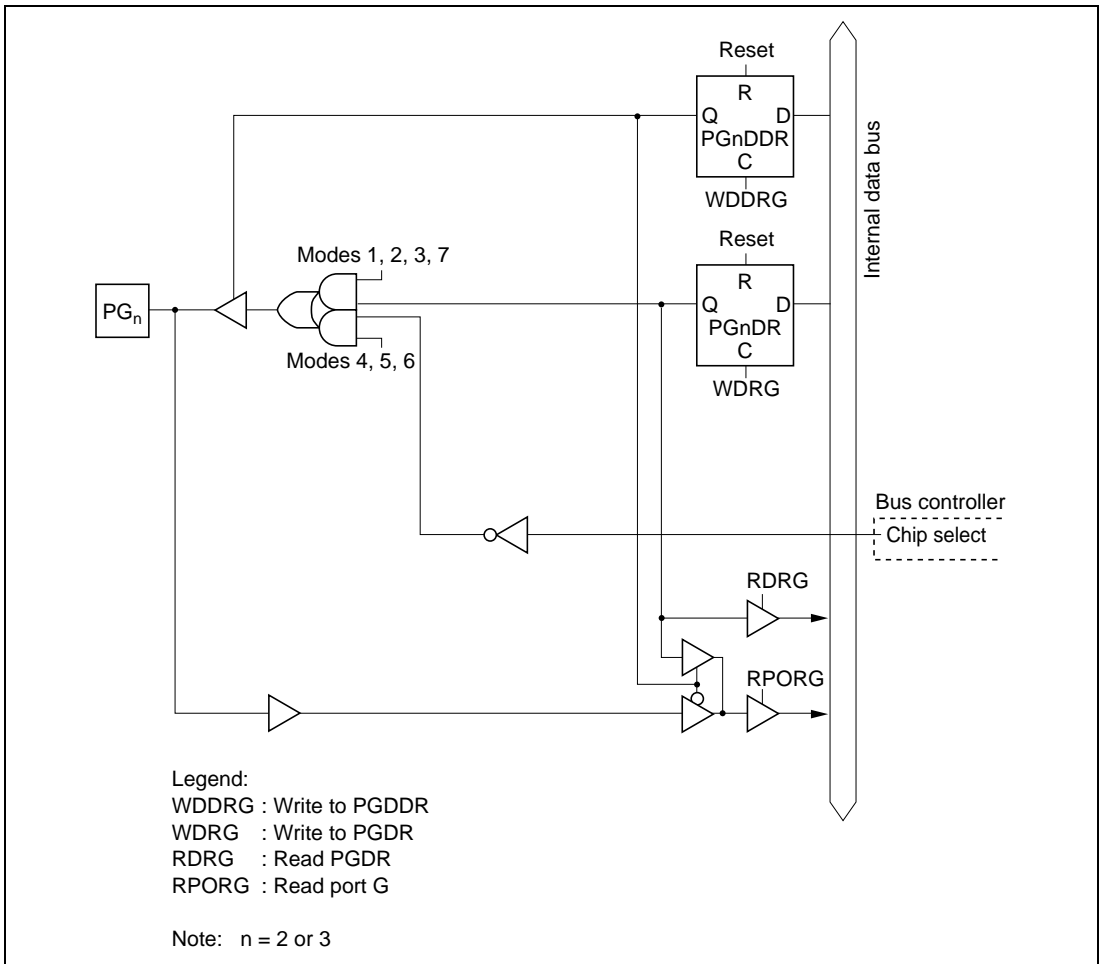 Reset
R
Q D
PGnDDR
C
WDDRG
Internal data bus
Reset
Modes 1, 2, 3, 7
R
Q D
PGn
PGnDR
C
Modes 4, 5, 6
WDRG
Bus controller
Chip select
RDRG
RPORG
Legend:
WDDRG : Write to PGDDR
WDRG : Write to PGDR
RDRG : Read PGDR
RPORG : Read port G
Note: n = 2 or 3